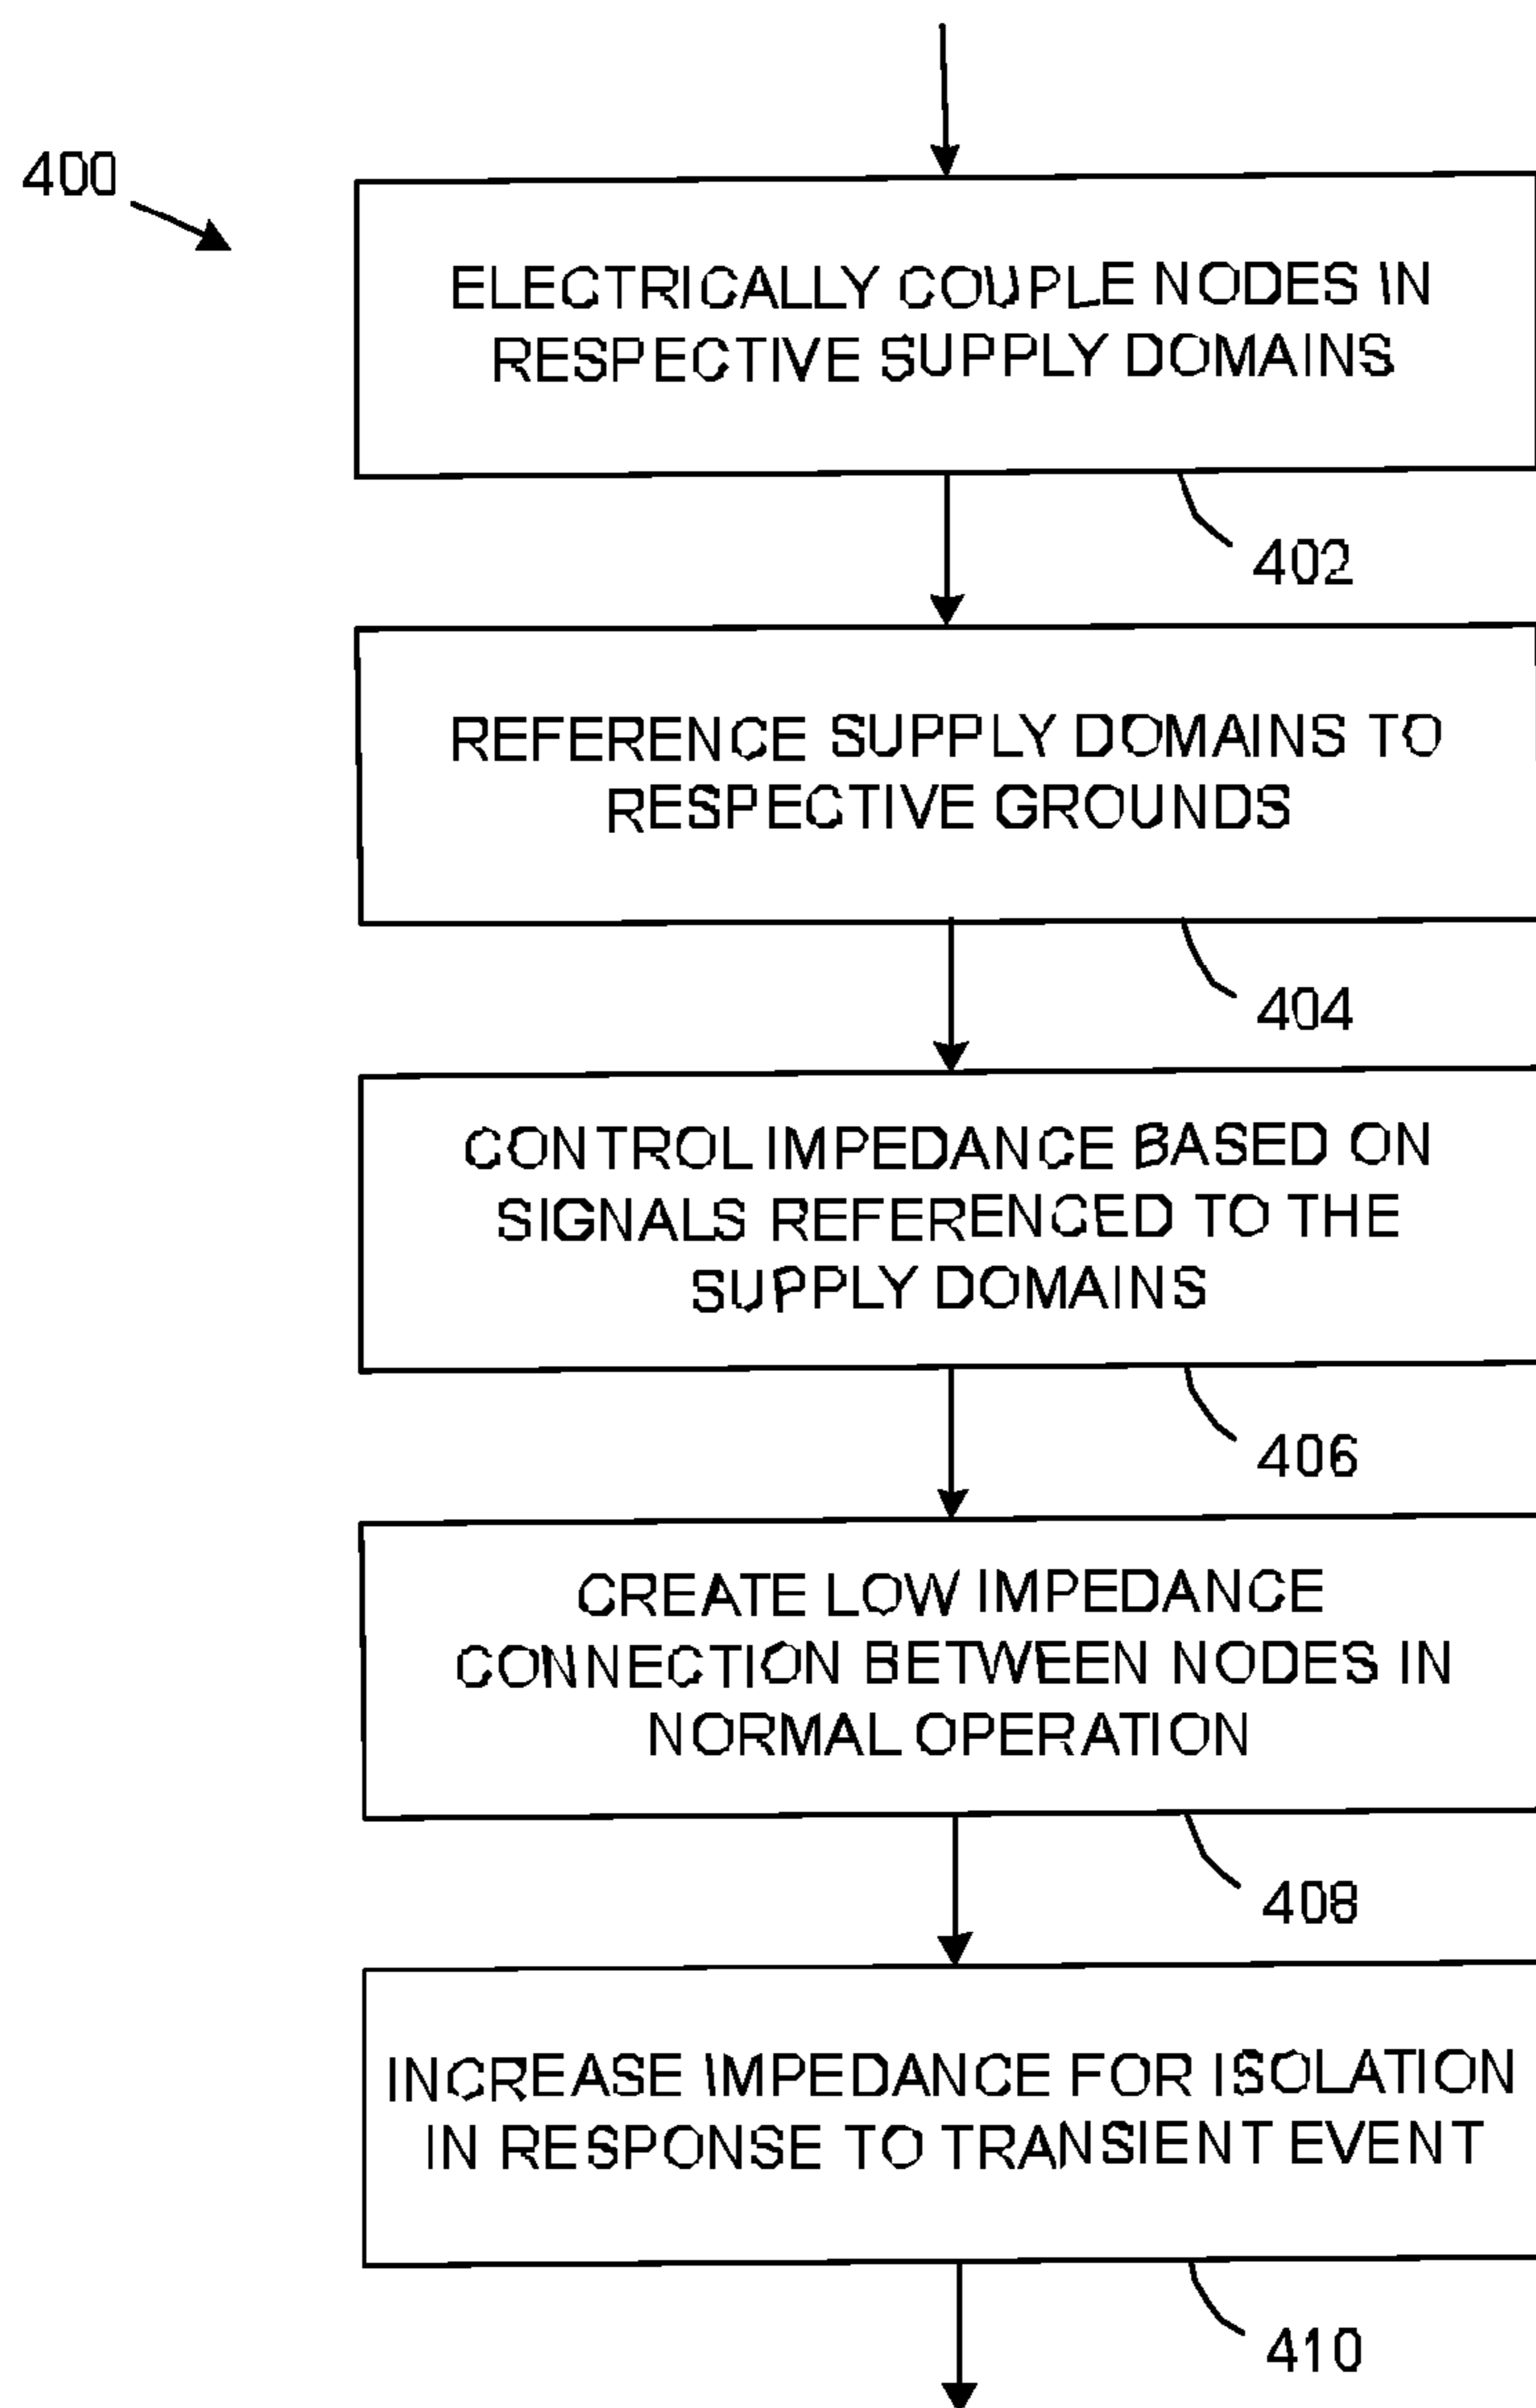 400
ELECTRICALLY COUPLE NODES IN
RESPECTIVE SUPPLY DOMAINS
402
REFERENCE SUPPLY DOMAINS TO
RESPECTIVE GROUNDS
404
CONTROL IMPEDANCE BASED ON
SIGNALS REFERENCED TO THE
SUPPLY DOMAINS
406
CREATE LOW IMPEDANCE
CONNECTION BETWEEN NODES IN
NORMAL OPERATION
408
INCREASE IMPEDANCE FOR ISOLATION
IN RESPONSE TO TRANSIENT EVENT
410